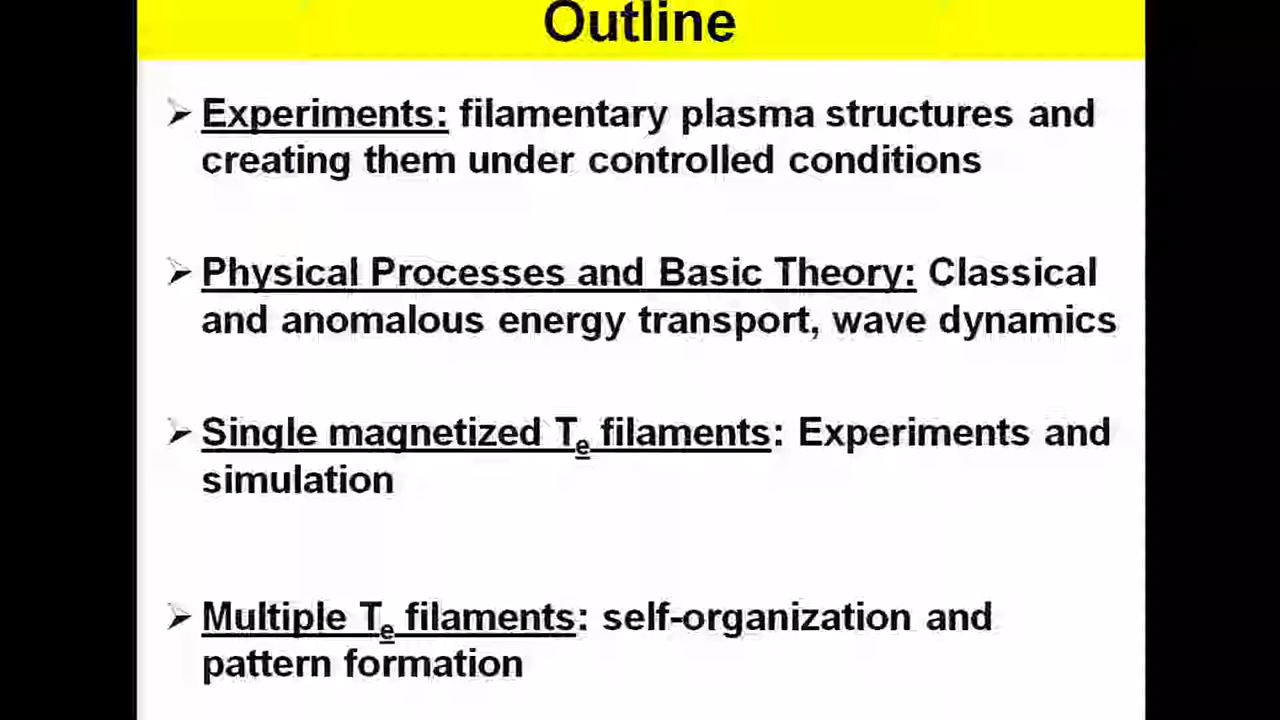 Outline
➢ Experiments: filamentary plasma structures and
creating them under controlled conditions
➢ Physical Processes and Basic Theory: Classical
and anomalous energy transport, wave dynamics
➢ Single magnetized Te filaments: Experiments and
simulation
➢ Multiple Te filaments: self-organization and
pattern formation